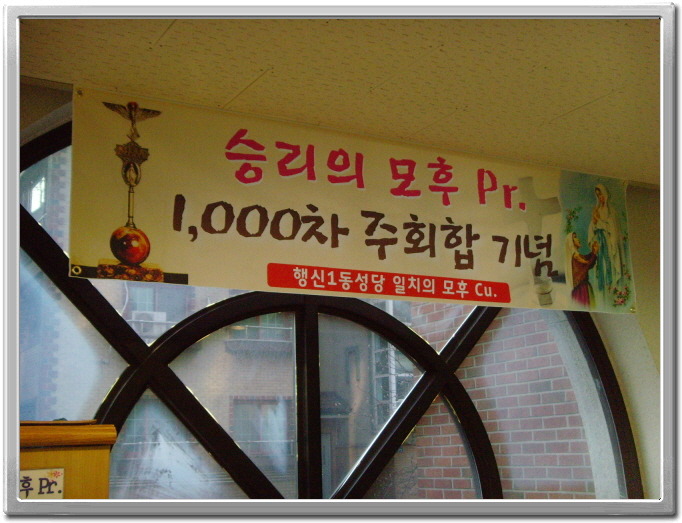 승리의 모후 Pr.
1,000차 주회합 기념
행신1동성당 일치의 모후 Cu.
후 Pr.